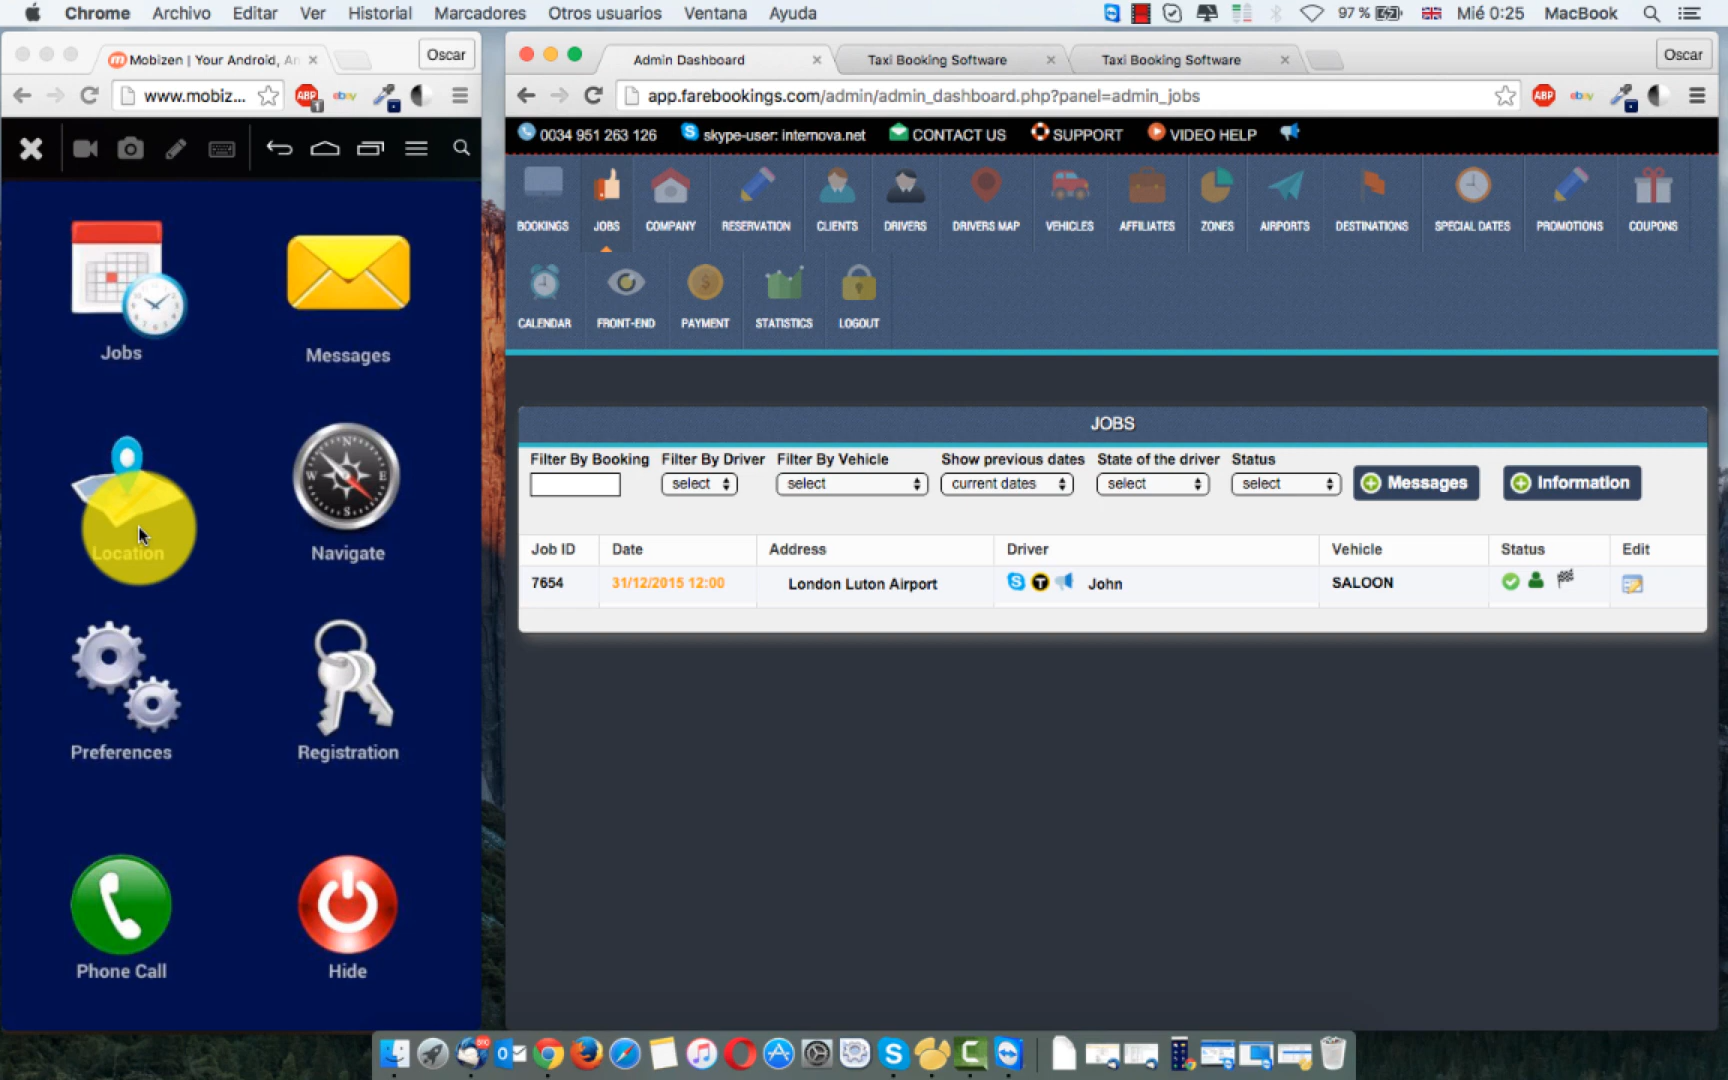 Chrome Archivo Editar Ver Historial Marcadores Otros usuarios Ventana Ayuda 97 % Mié 0:25 MacBook
Mobizen | Your Android, An
Oscar
www.mobiz...
ABP
1
ebay
Jobs
Messages
Location
Navigate
Preferences
Registration
Phone Call
Hide
Admin Dashboard
Taxi Booking Software
Taxi Booking Software
Oscar
app.farebookings.com/admin/admin_dashboard.php?panel=admin_jobs
ABP
ebay
0034 951 263 126
skype-user: internova.net
CONTACT US
SUPPORT
VIDEO HELP
BOOKINGS JOBS COMPANY RESERVATION CLIENTS DRIVERS DRIVERS MAP VEHICLES AFFILIATES ZONES AIRPORTS DESTINATIONS SPECIAL DATES PROMOTIONS COUPONS
CALENDAR FRONT-END PAYMENT STATISTICS LOGOUT
JOBS
Filter By Booking Filter By Driver Filter By Vehicle Show previous dates State of the driver Status
select select current dates select select Messages Information
Job ID Date Address Driver Vehicle Status Edit
7654 31/12/2015 12:00 London Luton Airport John SALOON